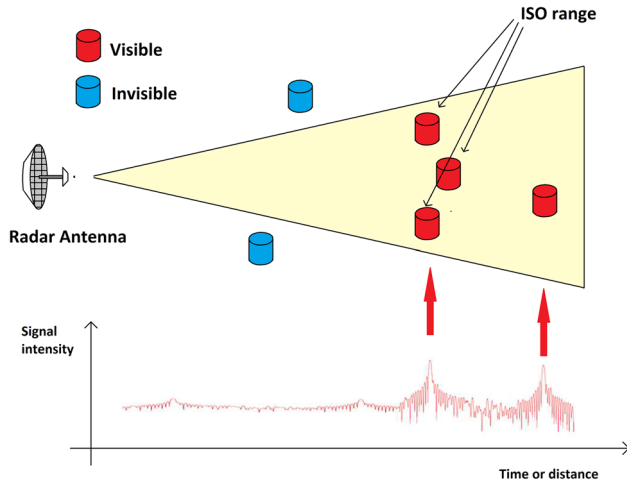 ISO range
Visible
Invisible
Radar Antenna
Signal
intensity
Time or distance